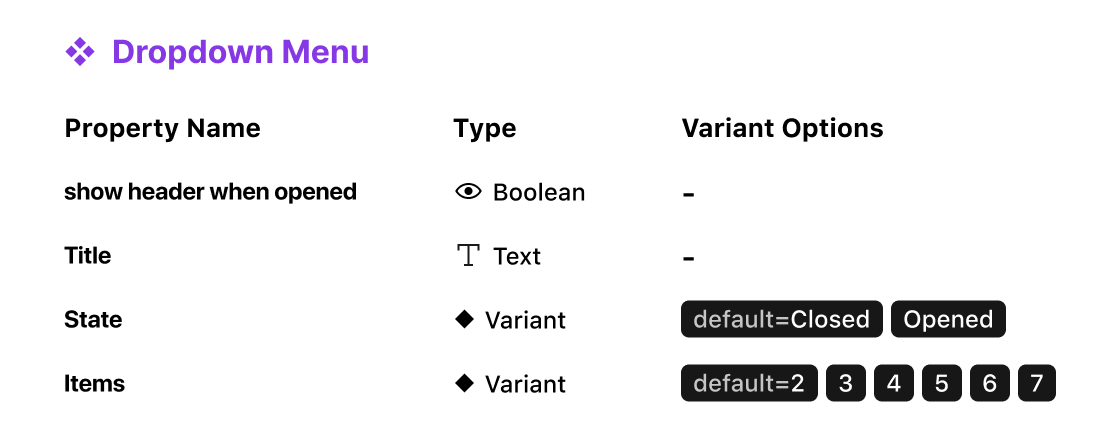 Dropdown Menu
Property Name Type Variant Options
show header when opened Boolean -
Title Text -
State Variant default=Closed Opened
Items Variant default=2 3 4 5 6 7